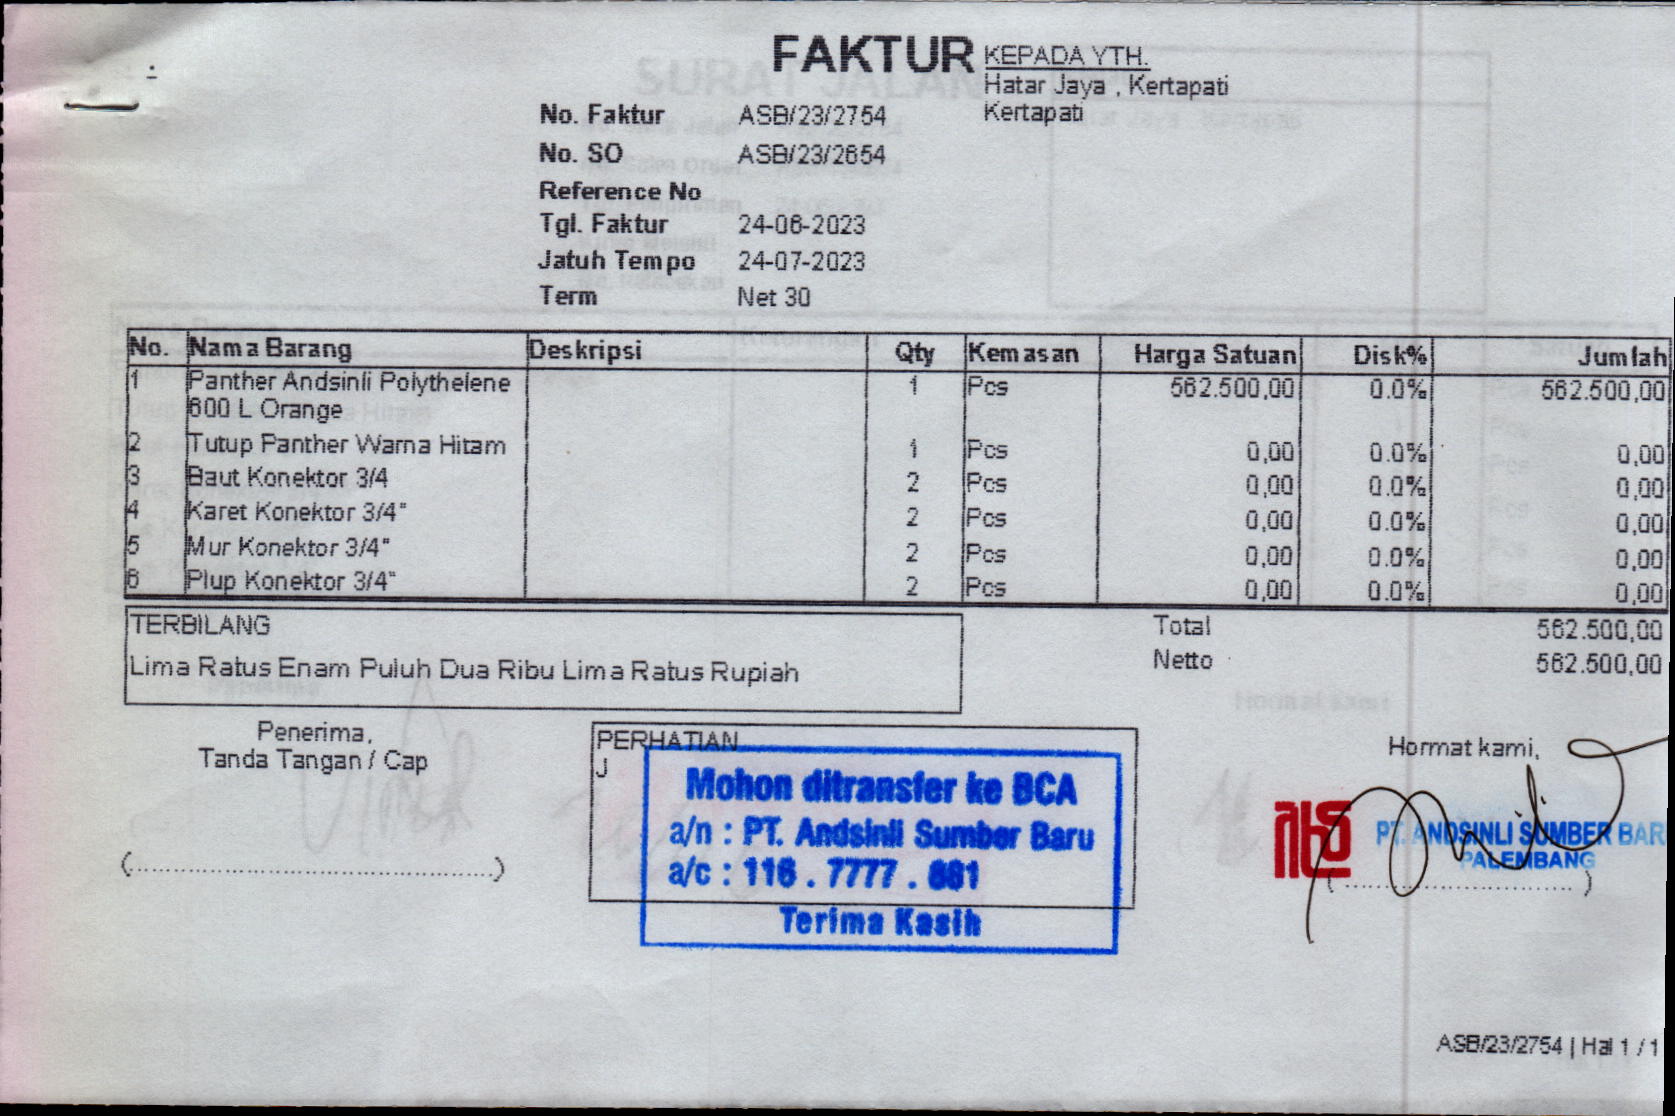 FAKTUR
KEPADA YTH.
Hatar Jaya , Kertapati
Kertapati
No. Faktur ASB/23/2754
No. SO ASB/23/2654
Reference No
Tgl. Faktur 24-06-2023
Jatuh Tempo 24-07-2023
Term Net 30
No. Nama Barang Deskripsi Qty Kemasan Harga Satuan Disk% Jumlah
1 Panther Andsinli Polythelene 1 Pcs 562.500,00 0.0% 562.500,00
600 L Orange
2 Tutup Panther Warna Hitam 1 Pcs 0,00 0.0% 0,00
3 Baut Konektor 3/4 2 Pcs 0,00 0.0% 0,00
4 Karet Konektor 3/4" 2 Pcs 0,00 0.0% 0,00
5 Mur Konektor 3/4" 2 Pcs 0,00 0.0% 0,00
6 Plup Konektor 3/4" 2 Pcs 0,00 0.0% 0,00
TERBILANG
Lima Ratus Enam Puluh Dua Ribu Lima Ratus Rupiah
Total 562.500,00
Netto 562.500,00
Penerima,
Tanda Tangan / Cap
(..........................................................)
PERHATIAN
J
Mohon ditransfer ke BCA
a/n : PT. Andsinli Sumber Baru
a/c : 116 . 7777 . 661
Terima Kasih
Hormat kami,
asb
PT. ANDSINLI SUMBER BAR
PALEMBANG
(....................................)
ASB/23/2754 | Hal 1 / 1